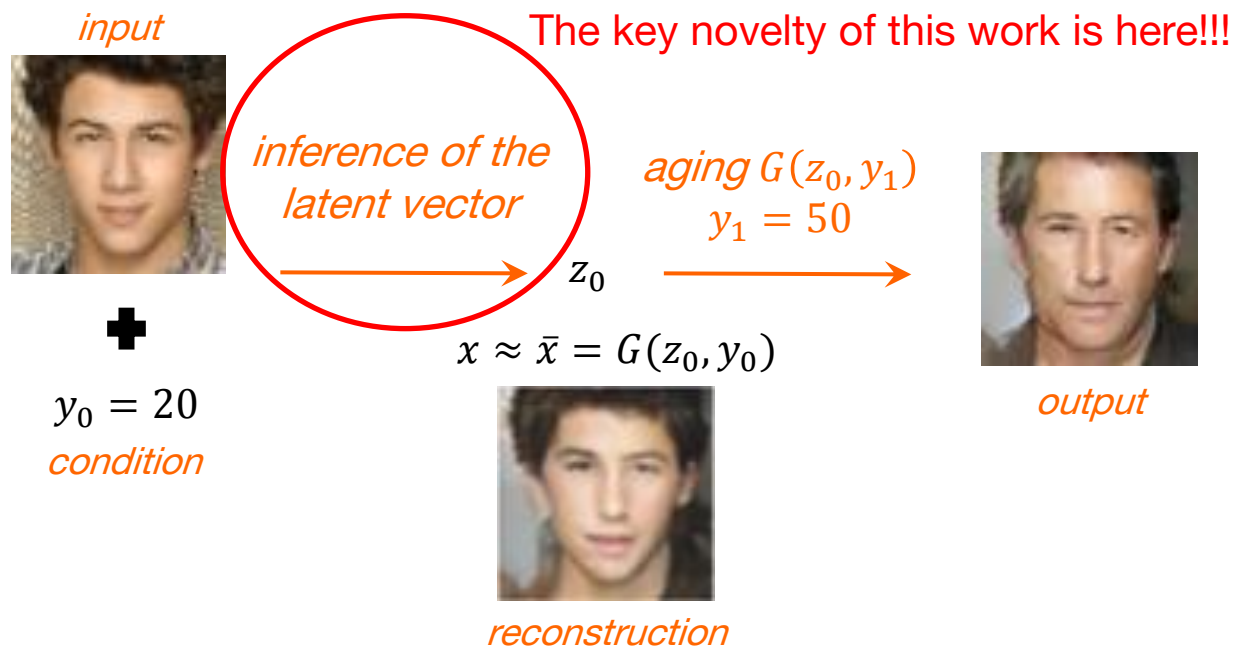 input
The key novelty of this work is here!!!
inference of the
latent vector
aging G(z₀, y₁)
y₁ = 50
z₀
x ≈ x̄ = G(z₀, y₀)
y₀ = 20
condition
output
reconstruction